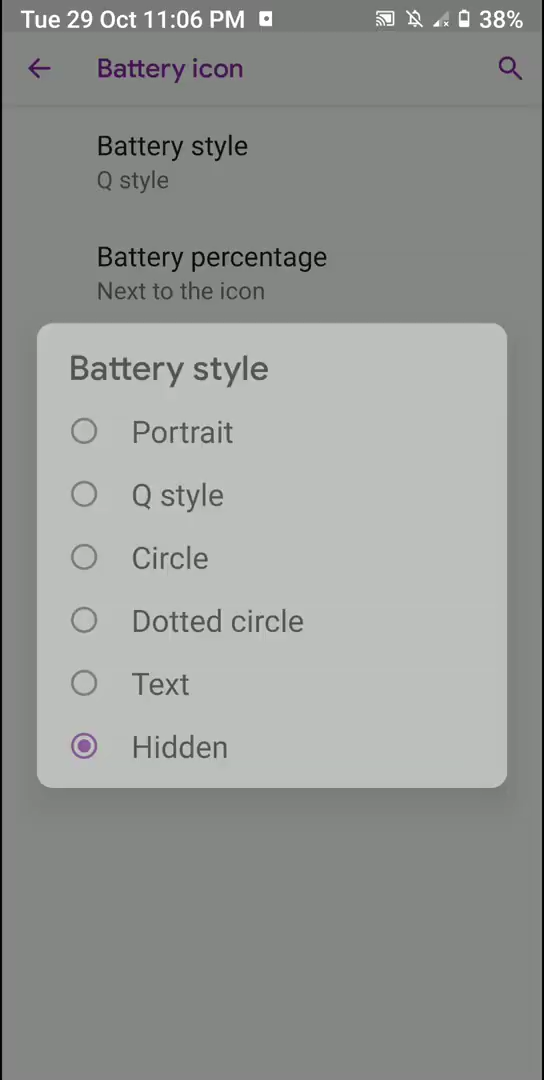 Tue 29 Oct 11:06 PM 38%
Battery icon
Battery style
Q style
Battery percentage
Next to the icon
Battery style
Portrait
Q style
Circle
Dotted circle
Text
Hidden